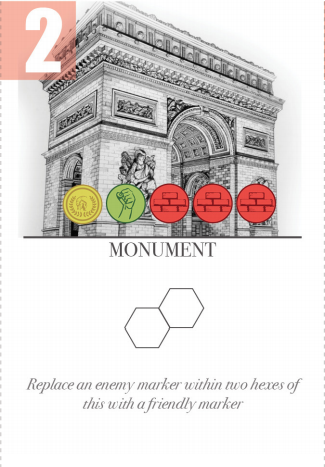 2
MONUMENT
Replace an enemy marker within two hexes of
this with a friendly marker